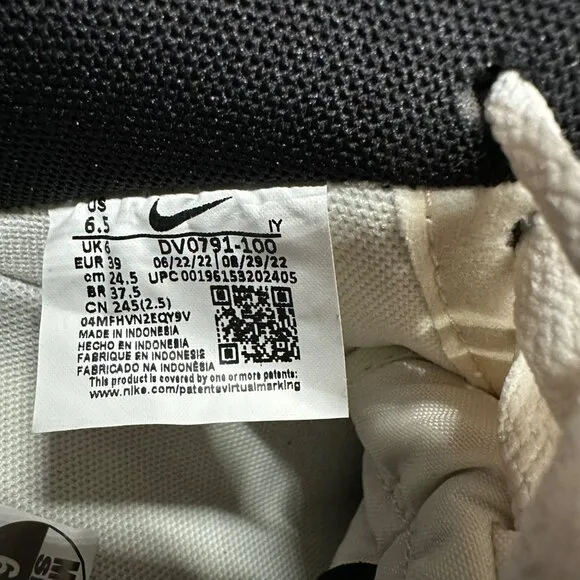 US
6.5 IY
UK 6 DV0791-100
EUR 39 06/22/22 08/29/22
cm 24.5 UPC 00196153202405
BR 37.5
CN 245(2.5)
04MFHVN2EQY9V
MADE IN INDONESIA
HECHO EN INDONESIA
FABRIQUE EN INDONESIE
FABRICADO NA INDONÉSIA
This product is covered by one or more patents:
www.nike.com/patentsvirtualmarking